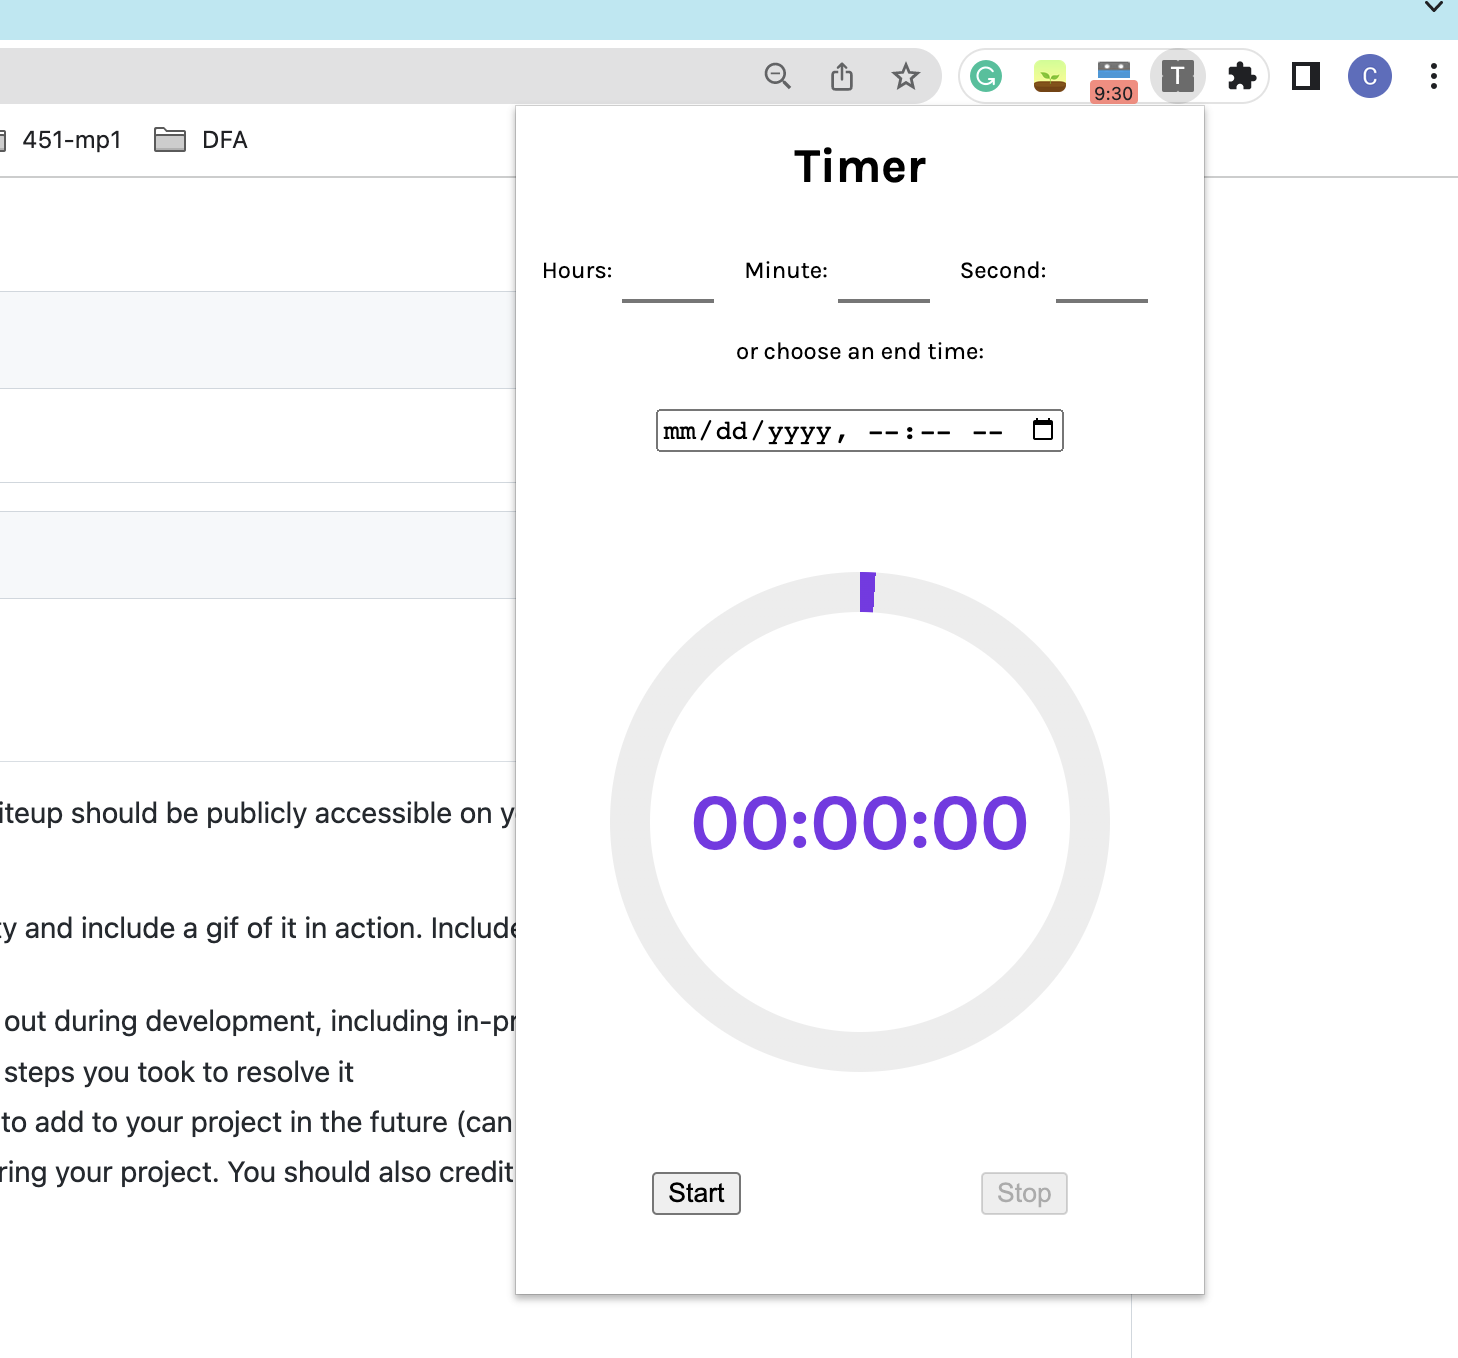 G
9:30
T
C
451-mp1 DFA
Timer
Hours: Minute: Second:
or choose an end time:
mm/dd/yyyy, --:-- --
00:00:00
iteup should be publicly accessible on y
y and include a gif of it in action. Include
out during development, including in-pr
steps you took to resolve it
to add to your project in the future (can
ring your project. You should also credit
Start Stop